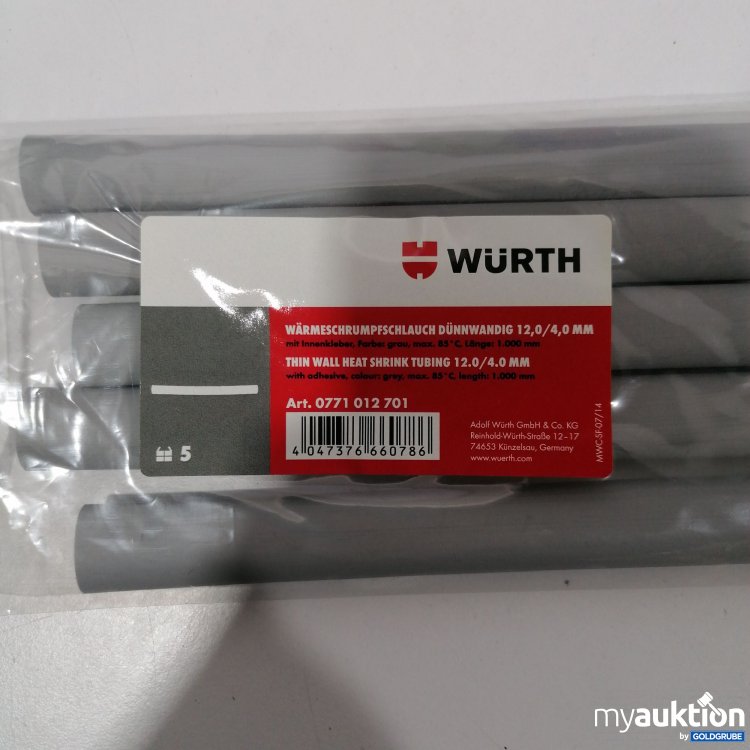 WÜRTH
WÄRMESCHRUMPFSCHLAUCH DÜNNWANDIG 12,0/4,0 MM
mit Innenkleber, Farbe: grau, max. 85°C, Länge: 1.000 mm
THIN WALL HEAT SHRINK TUBING 12.0/4.0 MM
with adhesive, colour: grey, max. 85°C, length: 1.000 mm
Art. 0771 012 701
4 047376 660786
5
Adolf Würth GmbH & Co. KG
Reinhold-Würth-Straße 12–17
74653 Künzelsau, Germany
www.wuerth.com
MWCSF-07/14
myauktion
by GOLDGRUBE